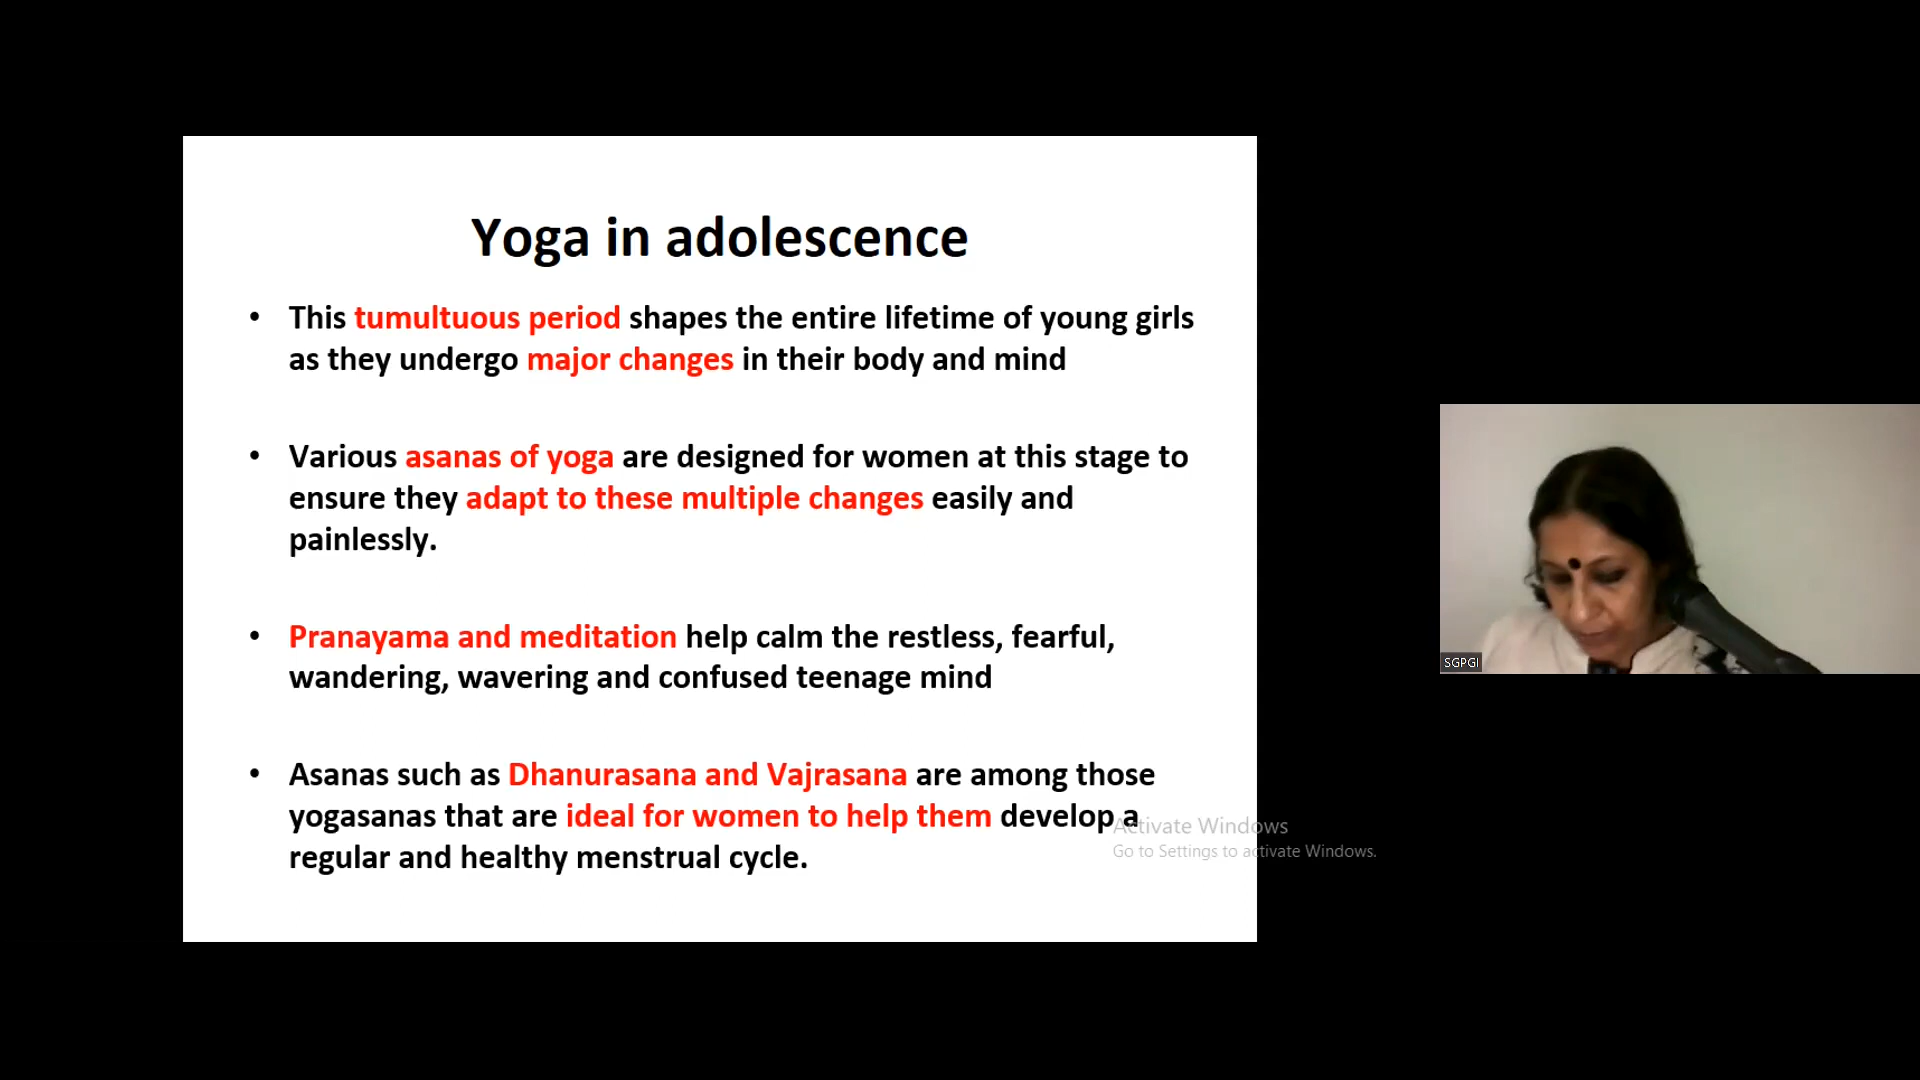 Yoga in adolescence
• This tumultuous period shapes the entire lifetime of young girls
as they undergo major changes in their body and mind
• Various asanas of yoga are designed for women at this stage to
ensure they adapt to these multiple changes easily and
painlessly.
• Pranayama and meditation help calm the restless, fearful,
wandering, wavering and confused teenage mind
• Asanas such as Dhanurasana and Vajrasana are among those
yogasanas that are ideal for women to help them develop a
regular and healthy menstrual cycle.
Activate Windows
Go to Settings to activate Windows.
SGPGI